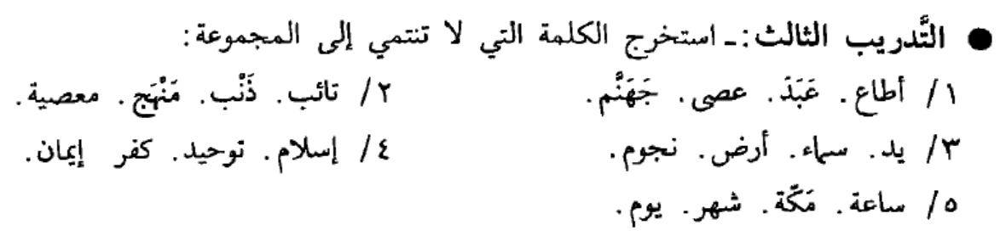 ● التَّدريب الثالث: ـ استخرج الكلمة التي لا تنتمي إلى المجموعة:
١/ أطاع. عَبَدَ. عصى. جَهَنَّم. ٢/ تائب. ذَنْب. مَنْهَج. معصية.
٣/ يد. سماء. أرض. نجوم. ٤/ إسلام. توحيد. كفر إيمان.
٥/ ساعة. مَكّة. شهر. يوم.